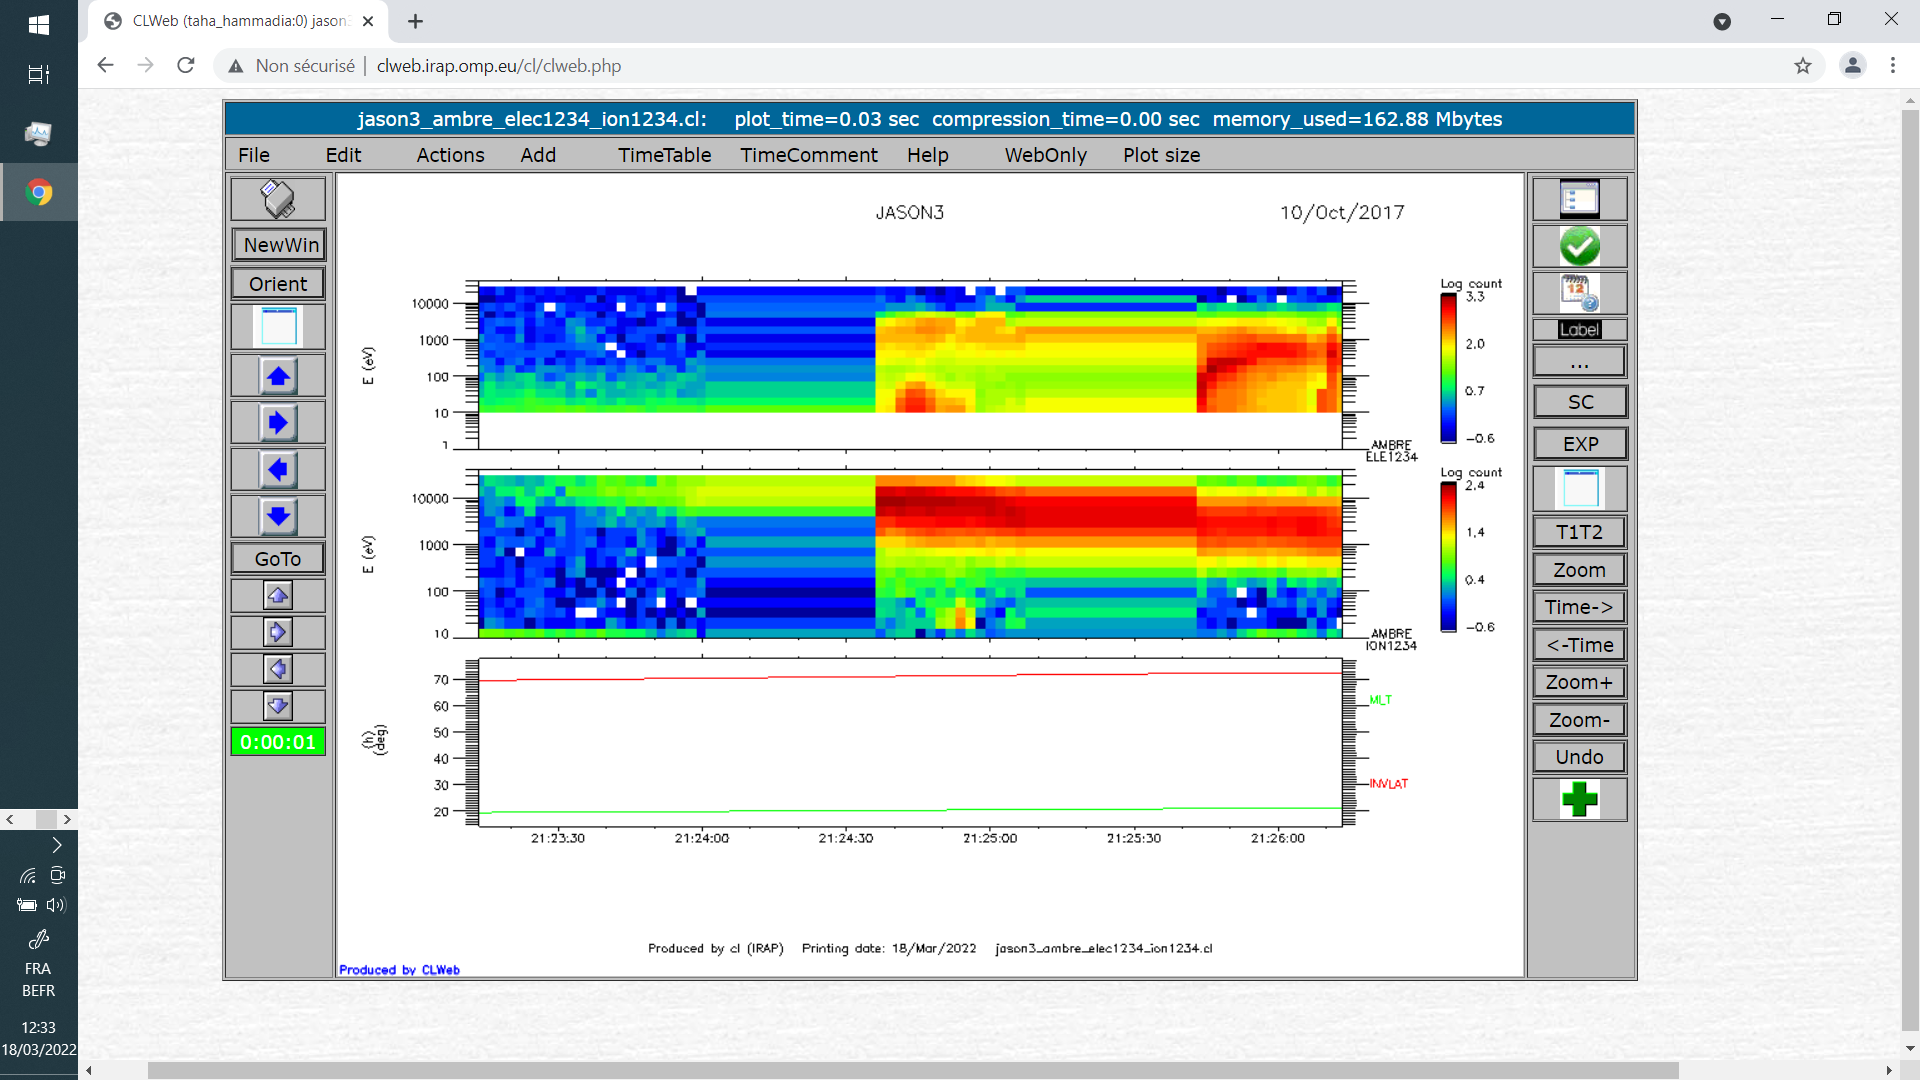 CLWeb (taha_hammadia:0) jason3
Non sécurisé | clweb.irap.omp.eu/cl/clweb.php
jason3_ambre_elec1234_ion1234.cl: plot_time=0.03 sec compression_time=0.00 sec memory_used=162.88 Mbytes
File Edit Actions Add TimeTable TimeComment Help WebOnly Plot size
NewWin
Orient
GoTo
0:00:01
JASON3 10/Oct/2017
Log count
3.3
2.0
0.7
-0.6
10000
1000
100
10
1
E (eV)
AMBRE
ELE1234
Log count
2.4
1.4
0.4
-0.6
10000
1000
100
10
E (eV)
AMBRE
ION1234
70
60
50
40
30
20
(h)
(deg)
MLT
INVLAT
21:23:30 21:24:00 21:24:30 21:25:00 21:25:30 21:26:00
Produced by cl (IRAP) Printing date: 18/Mar/2022 jason3_ambre_elec1234_ion1234.cl
Produced by CLWeb
12
Label
...
SC
EXP
T1T2
Zoom
Time->
<-Time
Zoom+
Zoom-
Undo
FRA
BEFR
12:33
18/03/2022